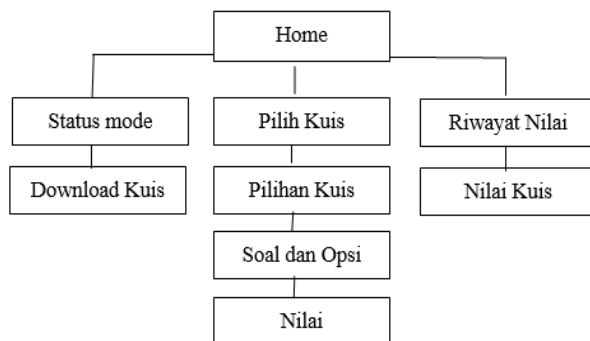 Home
Status mode
Pilih Kuis
Riwayat Nilai
Download Kuis
Pilihan Kuis
Nilai Kuis
Soal dan Opsi
Nilai